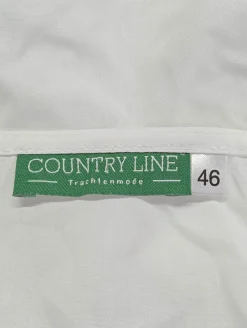 COUNTRY LINE
Trachtenmode
46